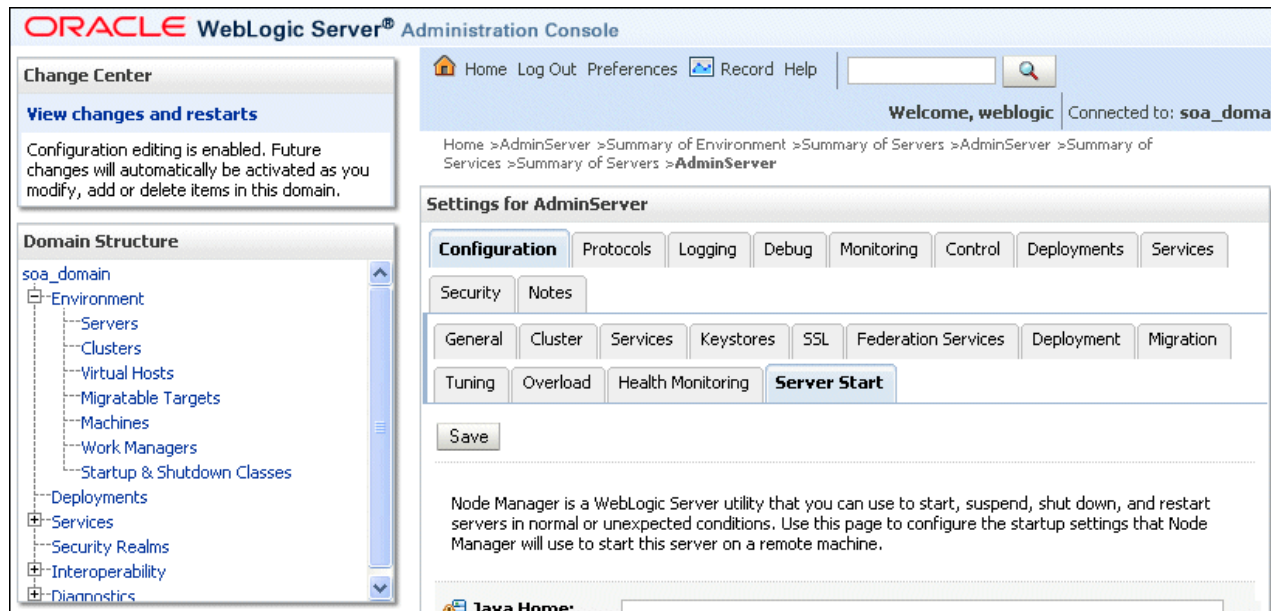 ORACLE WebLogic Server® Administration Console
Change Center
View changes and restarts
Configuration editing is enabled. Future
changes will automatically be activated as you
modify, add or delete items in this domain.
Domain Structure
soa_domain
Environment
Servers
Clusters
Virtual Hosts
Migratable Targets
Machines
Work Managers
Startup & Shutdown Classes
Deployments
Services
Security Realms
Interoperability
Diagnostics
Home Log Out Preferences Record Help
Welcome, weblogic Connected to: soa_doma
Home >AdminServer >Summary of Environment >Summary of Servers >AdminServer >Summary of
Services >Summary of Servers >AdminServer
Settings for AdminServer
Configuration Protocols Logging Debug Monitoring Control Deployments Services
Security Notes
General Cluster Services Keystores SSL Federation Services Deployment Migration
Tuning Overload Health Monitoring Server Start
Save
Node Manager is a WebLogic Server utility that you can use to start, suspend, shut down, and restart
servers in normal or unexpected conditions. Use this page to configure the startup settings that Node
Manager will use to start this server on a remote machine.
Java Home: